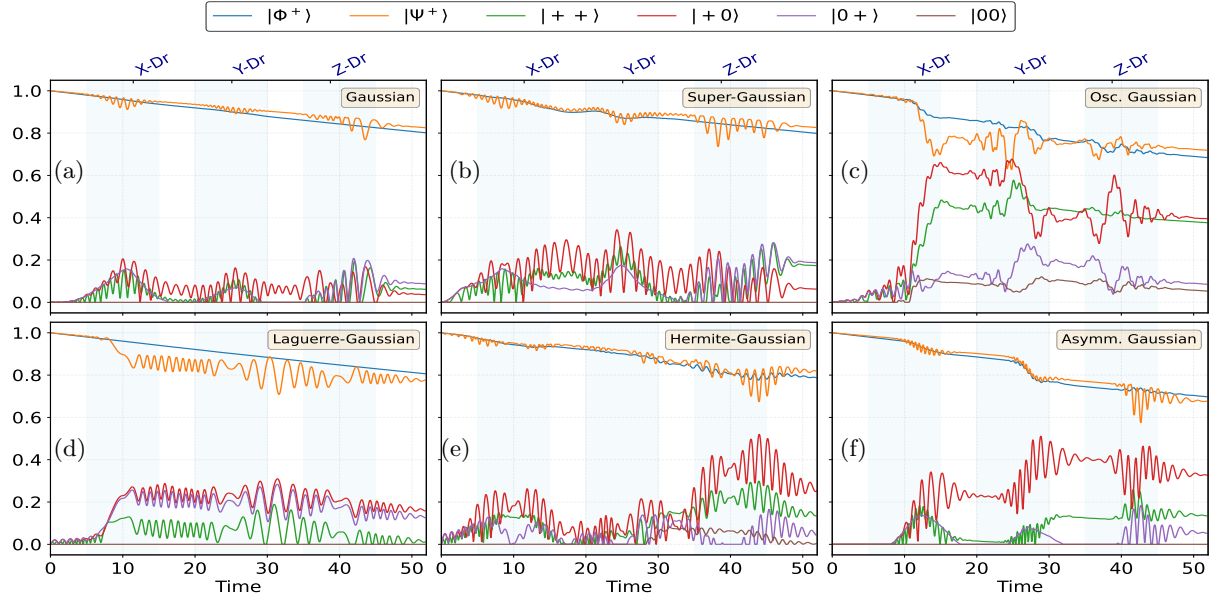 |Φ⁺⟩ |Ψ⁺⟩ |++⟩ |+0⟩ |0+⟩ |00⟩
X-Dr Y-Dr Z-Dr X-Dr Y-Dr Z-Dr X-Dr Y-Dr Z-Dr
1.0 Gaussian Super-Gaussian Osc. Gaussian
0.8
0.6 (a) (b) (c)
0.4
0.2
0.0
1.0 Laguerre-Gaussian Hermite-Gaussian Asymm. Gaussian
0.8
0.6
(d) (e) (f)
0.4
0.2
0.0
0 10 20 30 40 50 0 10 20 30 40 50 0 10 20 30 40 50
Time Time Time